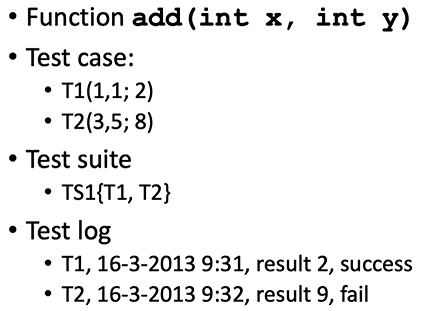 • Function add(int x, int y)
• Test case:
• T1(1,1; 2)
• T2(3,5; 8)
• Test suite
• TS1{T1, T2}
• Test log
• T1, 16-3-2013 9:31, result 2, success
• T2, 16-3-2013 9:32, result 9, fail